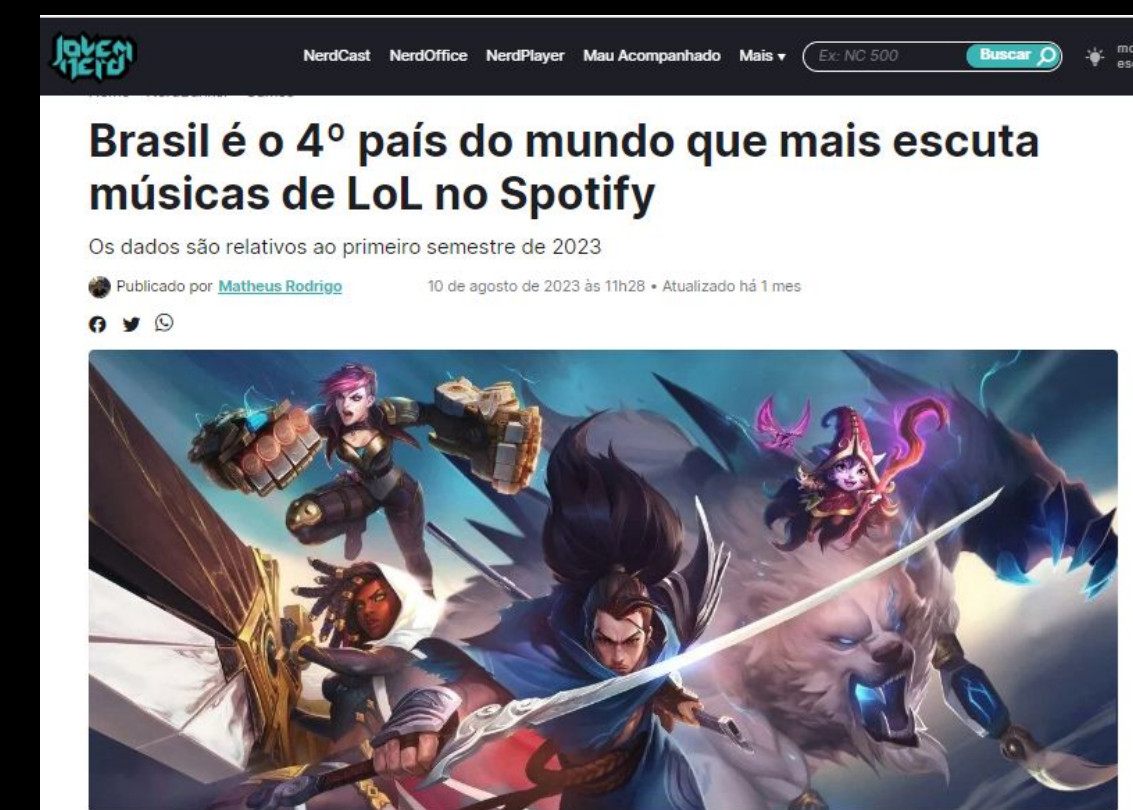 JOVEM NERD
NerdCast NerdOffice NerdPlayer Mau Acompanhado Mais ▾ Ex: NC 500 Buscar
Brasil é o 4º país do mundo que mais escuta
músicas de LoL no Spotify
Os dados são relativos ao primeiro semestre de 2023
Publicado por Matheus Rodrigo 10 de agosto de 2023 às 11h28 • Atualizado há 1 mes